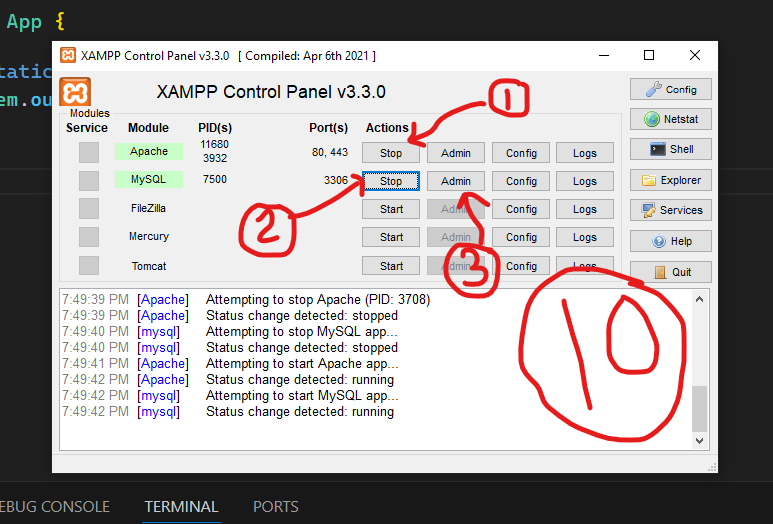 App {
XAMPP Control Panel v3.3.0 [ Compiled: Apr 6th 2021 ]
tatic
em.ou
XAMPP Control Panel v3.3.0
1
Config
Modules
Service Module PID(s) Port(s) Actions
Netstat
Apache 11680 3932 80, 443 Stop Admin Config Logs
Shell
MySQL 7500 3306 Stop Admin Config Logs
Explorer
FileZilla Start Admin Config Logs
Services
2
Mercury Start Admin Config Logs
Help
3
Tomcat Start Admin Config Logs
Quit
7:49:39 PM [Apache] Attempting to stop Apache (PID: 3708)
7:49:39 PM [Apache] Status change detected: stopped
7:49:40 PM [mysql] Attempting to stop MySQL app...
7:49:40 PM [mysql] Status change detected: stopped
7:49:41 PM [Apache] Attempting to start Apache app...
7:49:42 PM [Apache] Status change detected: running
7:49:42 PM [mysql] Attempting to start MySQL app...
7:49:42 PM [mysql] Status change detected: running
10
EBUG CONSOLE TERMINAL PORTS